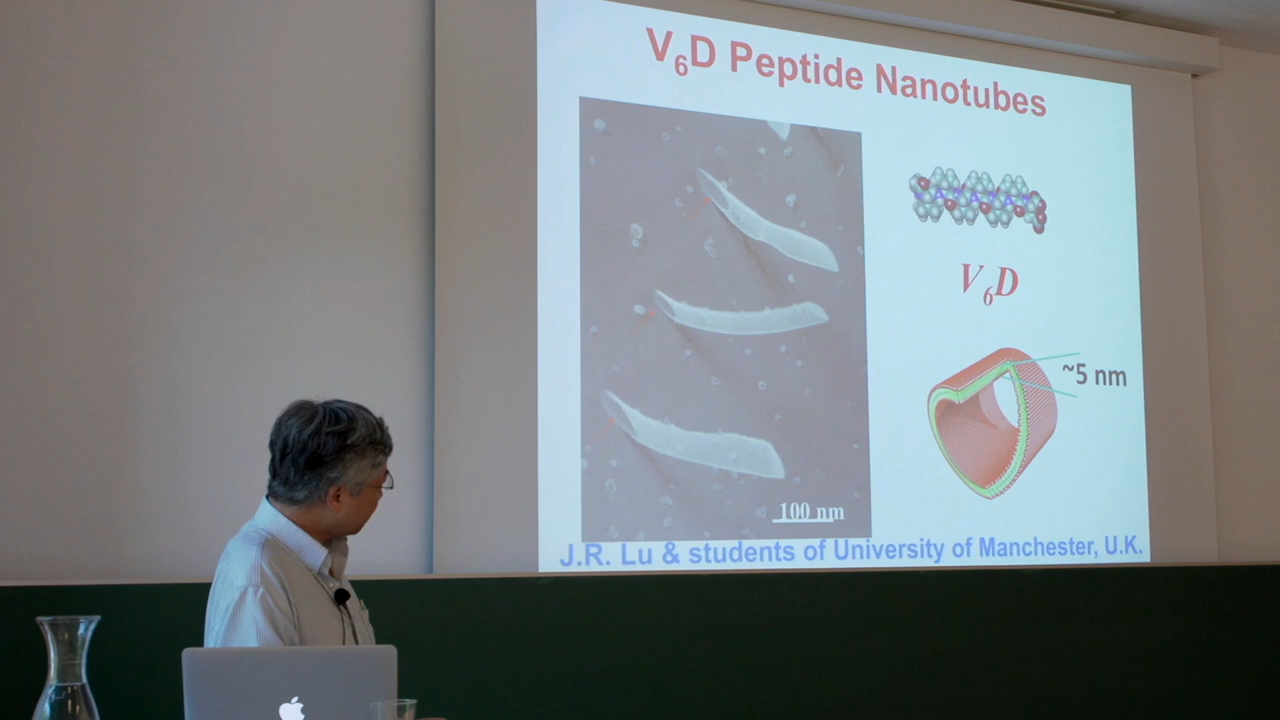 V₆D Peptide Nanotubes
V₆D
~5 nm
100 nm
J.R. Lu & students of University of Manchester, U.K.